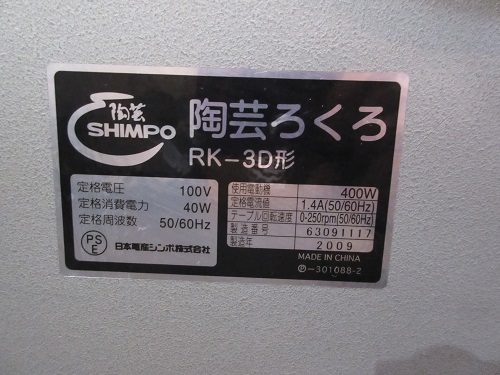 陶芸
SHIMPO
陶芸ろくろ
RK-3D形
定格電圧 100V
定格消費電力 40W
定格周波数 50/60Hz
PSE
日本電産シンポ株式会社
使用電動機 400W
定格電流値 1.4A(50/60Hz)
テーブル回転速度 0-250rpm(50/60Hz)
製造番号 63091117
製造年 2009
MADE IN CHINA
Ⓟ-301088-2